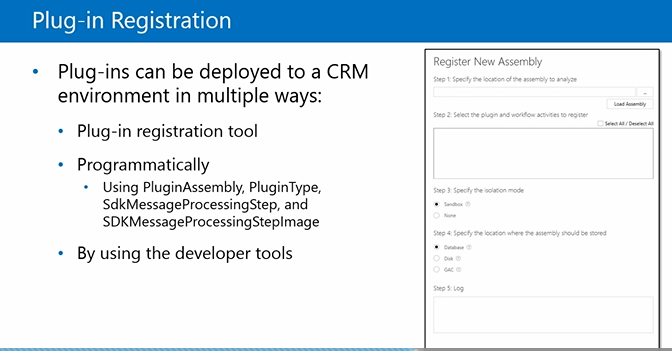 Plug-in Registration
• Plug-ins can be deployed to a CRM
environment in multiple ways:
• Plug-in registration tool
• Programmatically
• Using PluginAssembly, PluginType,
SdkMessageProcessingStep, and
SDKMessageProcessingStepImage
• By using the developer tools
Register New Assembly
Step 1: Specify the location of the assembly to analyze
...
Load Assembly
Step 2: Select the plugin and workflow activities to register
Select All / Deselect All
Step 3: Specify the isolation mode
Sandbox
None
Step 4: Specify the location where the assembly should be stored
Database
Disk
GAC
Step 5: Log